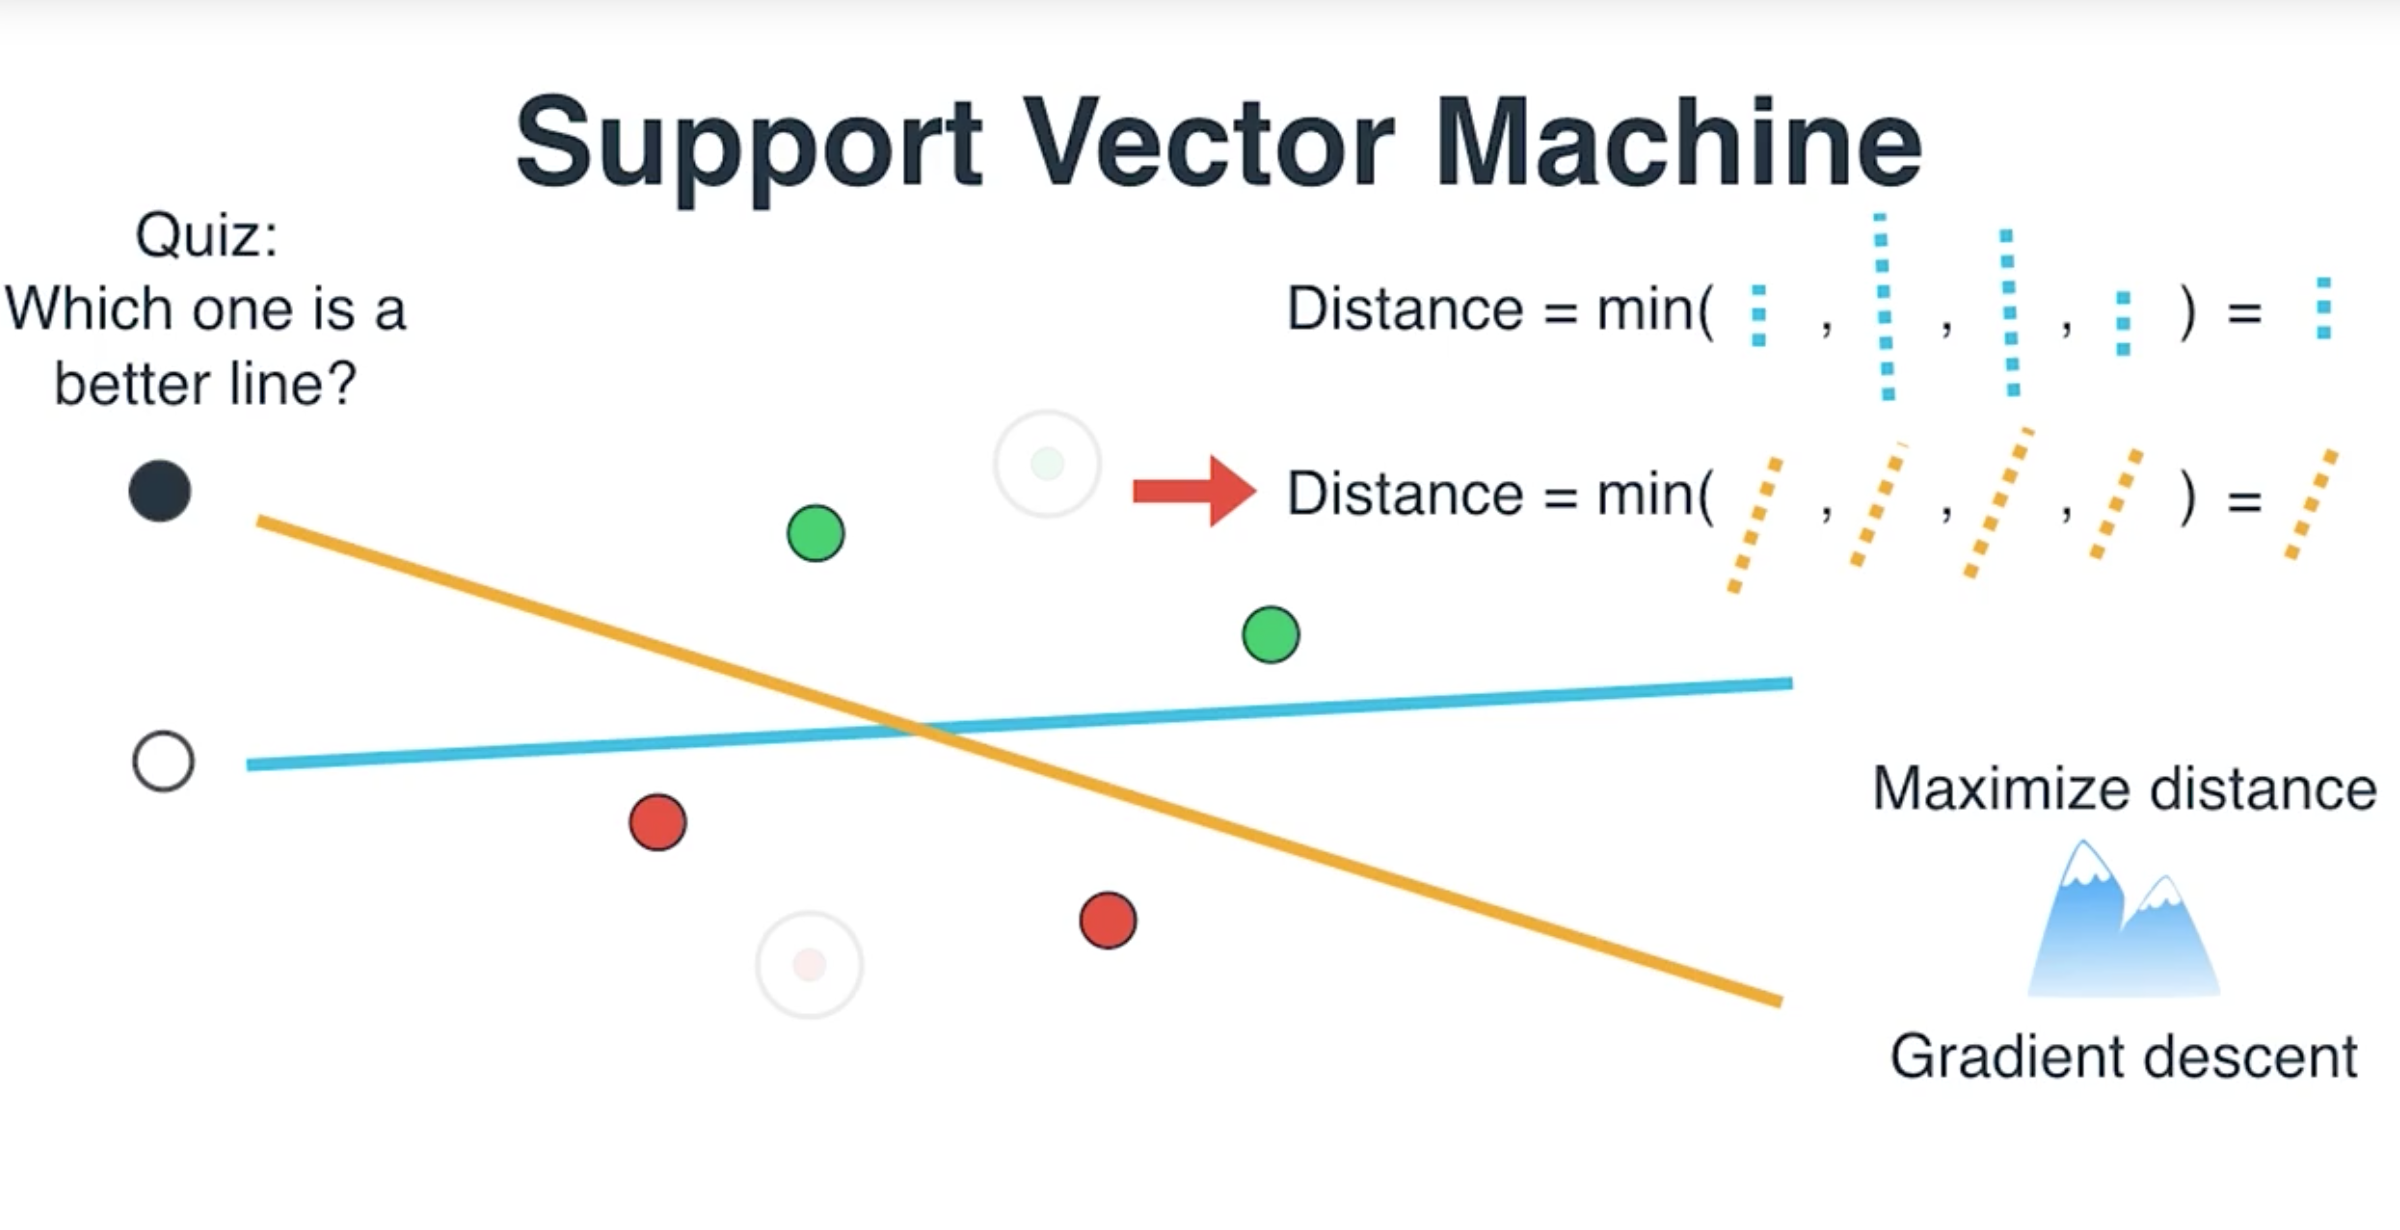 Support Vector Machine
Quiz:
Which one is a
better line?
Distance = min( , , , ) =
Distance = min( , , , ) =
Maximize distance
Gradient descent